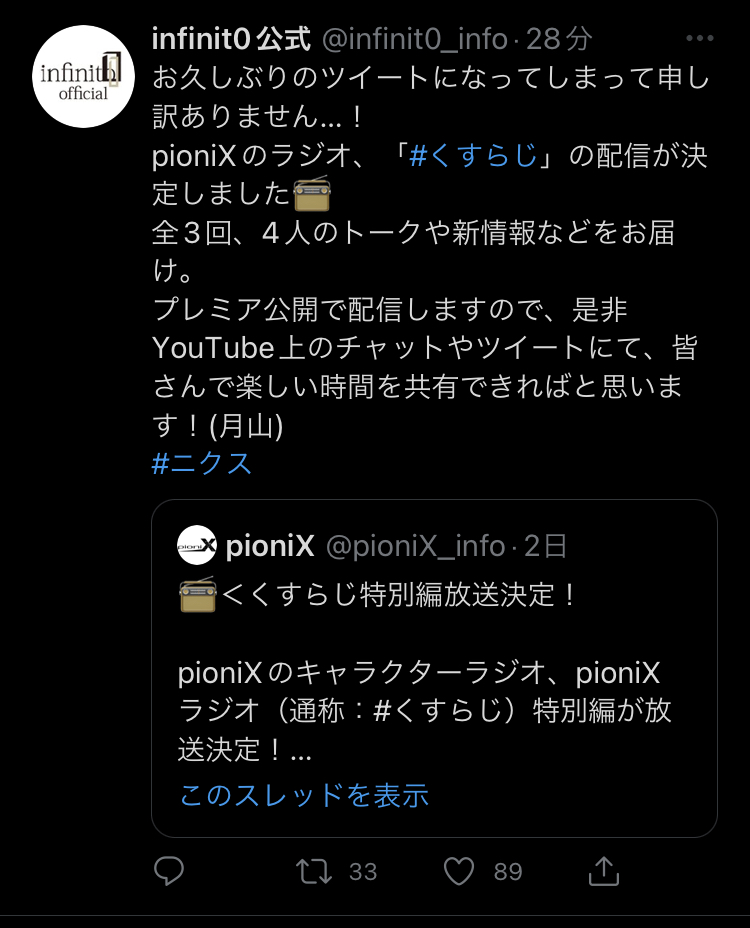 infinit0
official
infinit0 公式 @infinit0_info · 28分
お久しぶりのツイートになってしまって申し
訳ありません...！
pioniXのラジオ、「#くすらじ」の配信が決
定しました📻
全3回、4人のトークや新情報などをお届
け。
プレミア公開で配信しますので、是非
YouTube上のチャットやツイートにて、皆
さんで楽しい時間を共有できればと思いま
す！(月山)
#ニクス
pioniX
pioniX @pioniX_info · 2日
📻＜くすらじ特別編放送決定！
pioniXのキャラクターラジオ、pioniX
ラジオ（通称：#くすらじ）特別編が放
送決定！...
このスレッドを表示
33 89